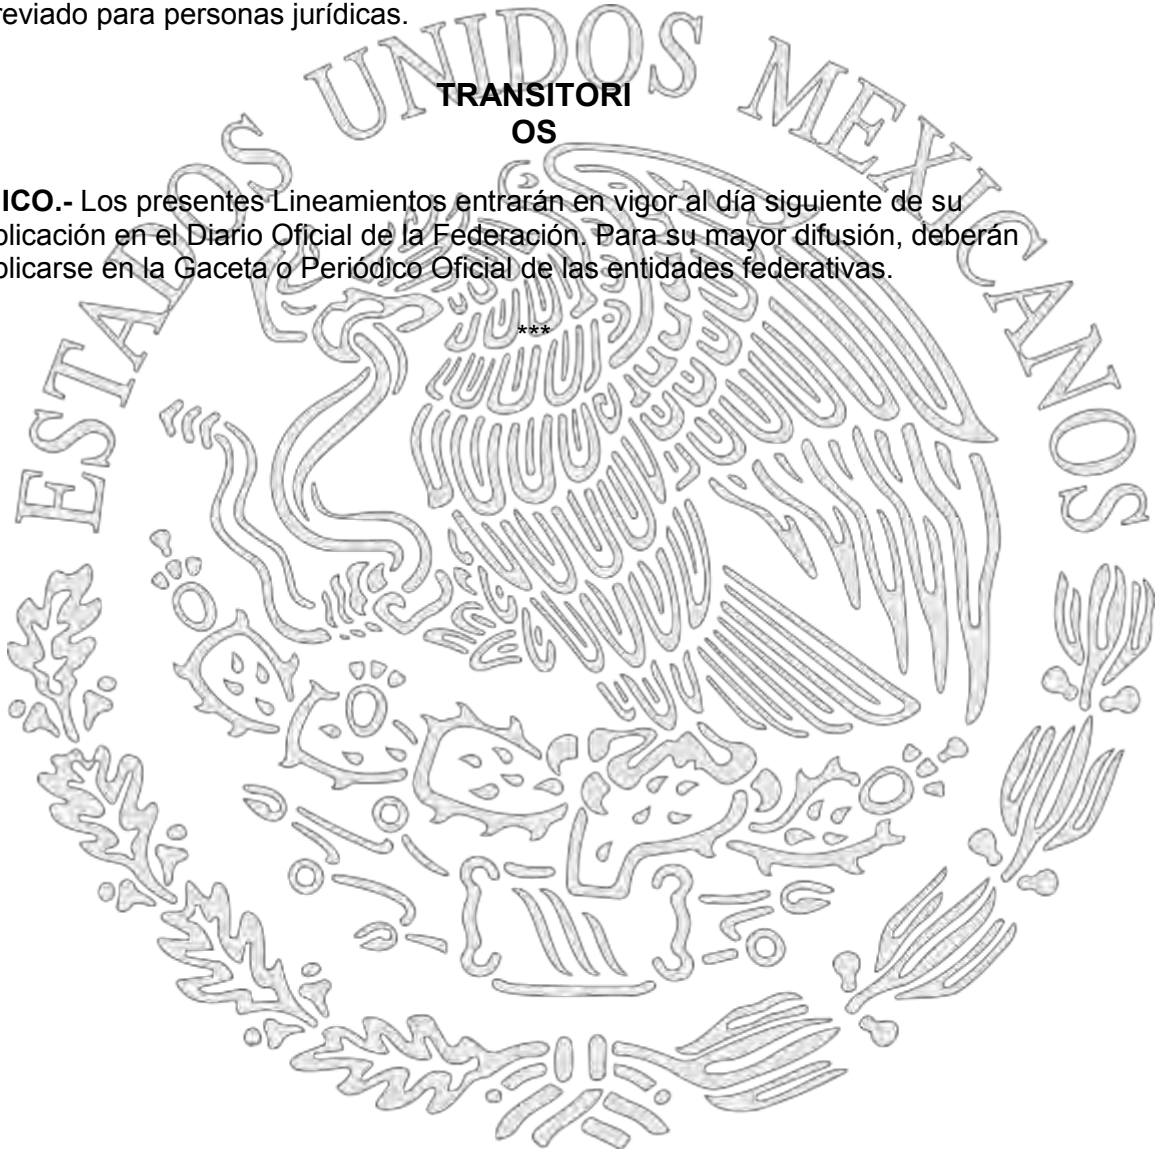 reviado para personas jurídicas.
ESTADOS UNIDOS MEXICANOS
TRANSITORI
OS
ICO.- Los presentes Lineamientos entrarán en vigor al día siguiente de su
blicación en el Diario Oficial de la Federación. Para su mayor difusión, deberán
blicarse en la Gaceta o Periódico Oficial de las entidades federativas.
***